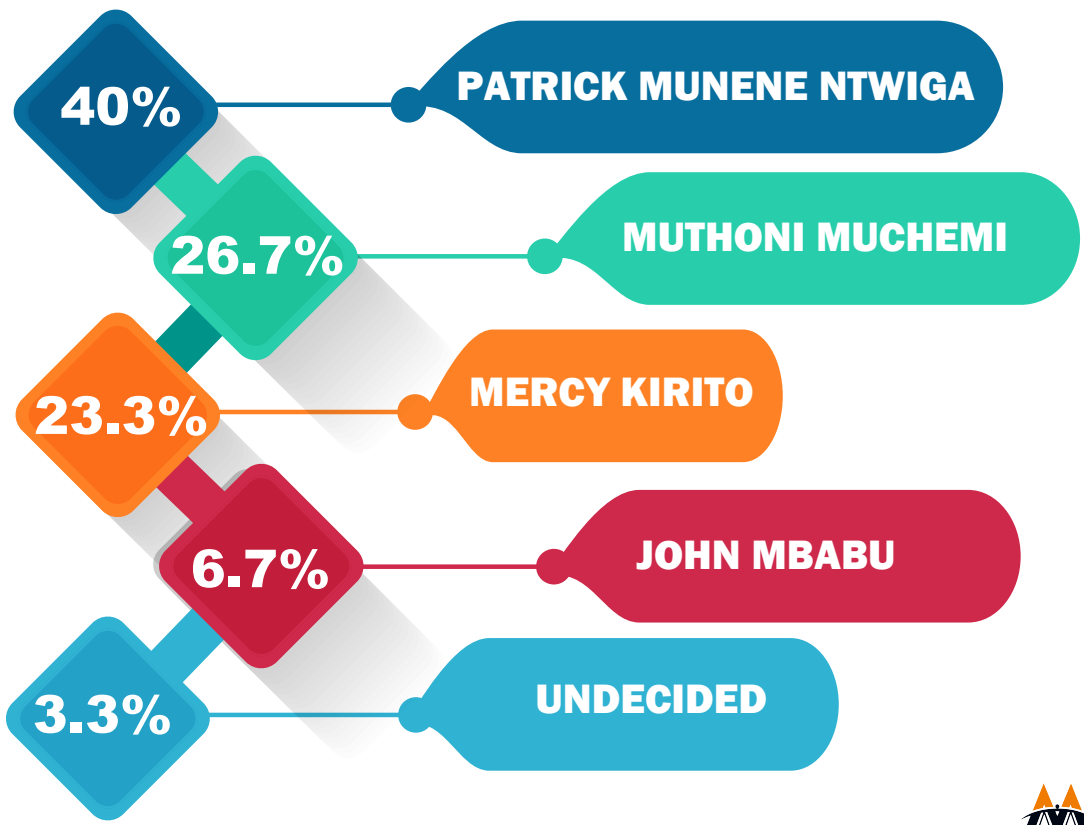 40%
PATRICK MUNENE NTWIGA
26.7%
MUTHONI MUCHEMI
23.3%
MERCY KIRITO
6.7%
JOHN MBABU
3.3%
UNDECIDED